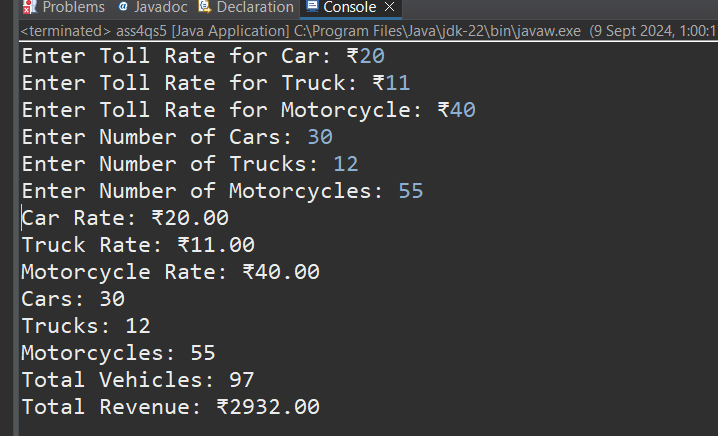 Problems @ Javadoc Declaration Console ×
<terminated> ass4qs5 [Java Application] C:\Program Files\Java\jdk-22\bin\javaw.exe (9 Sept 2024, 1:00:1
Enter Toll Rate for Car: ₹20
Enter Toll Rate for Truck: ₹11
Enter Toll Rate for Motorcycle: ₹40
Enter Number of Cars: 30
Enter Number of Trucks: 12
Enter Number of Motorcycles: 55
Car Rate: ₹20.00
Truck Rate: ₹11.00
Motorcycle Rate: ₹40.00
Cars: 30
Trucks: 12
Motorcycles: 55
Total Vehicles: 97
Total Revenue: ₹2932.00